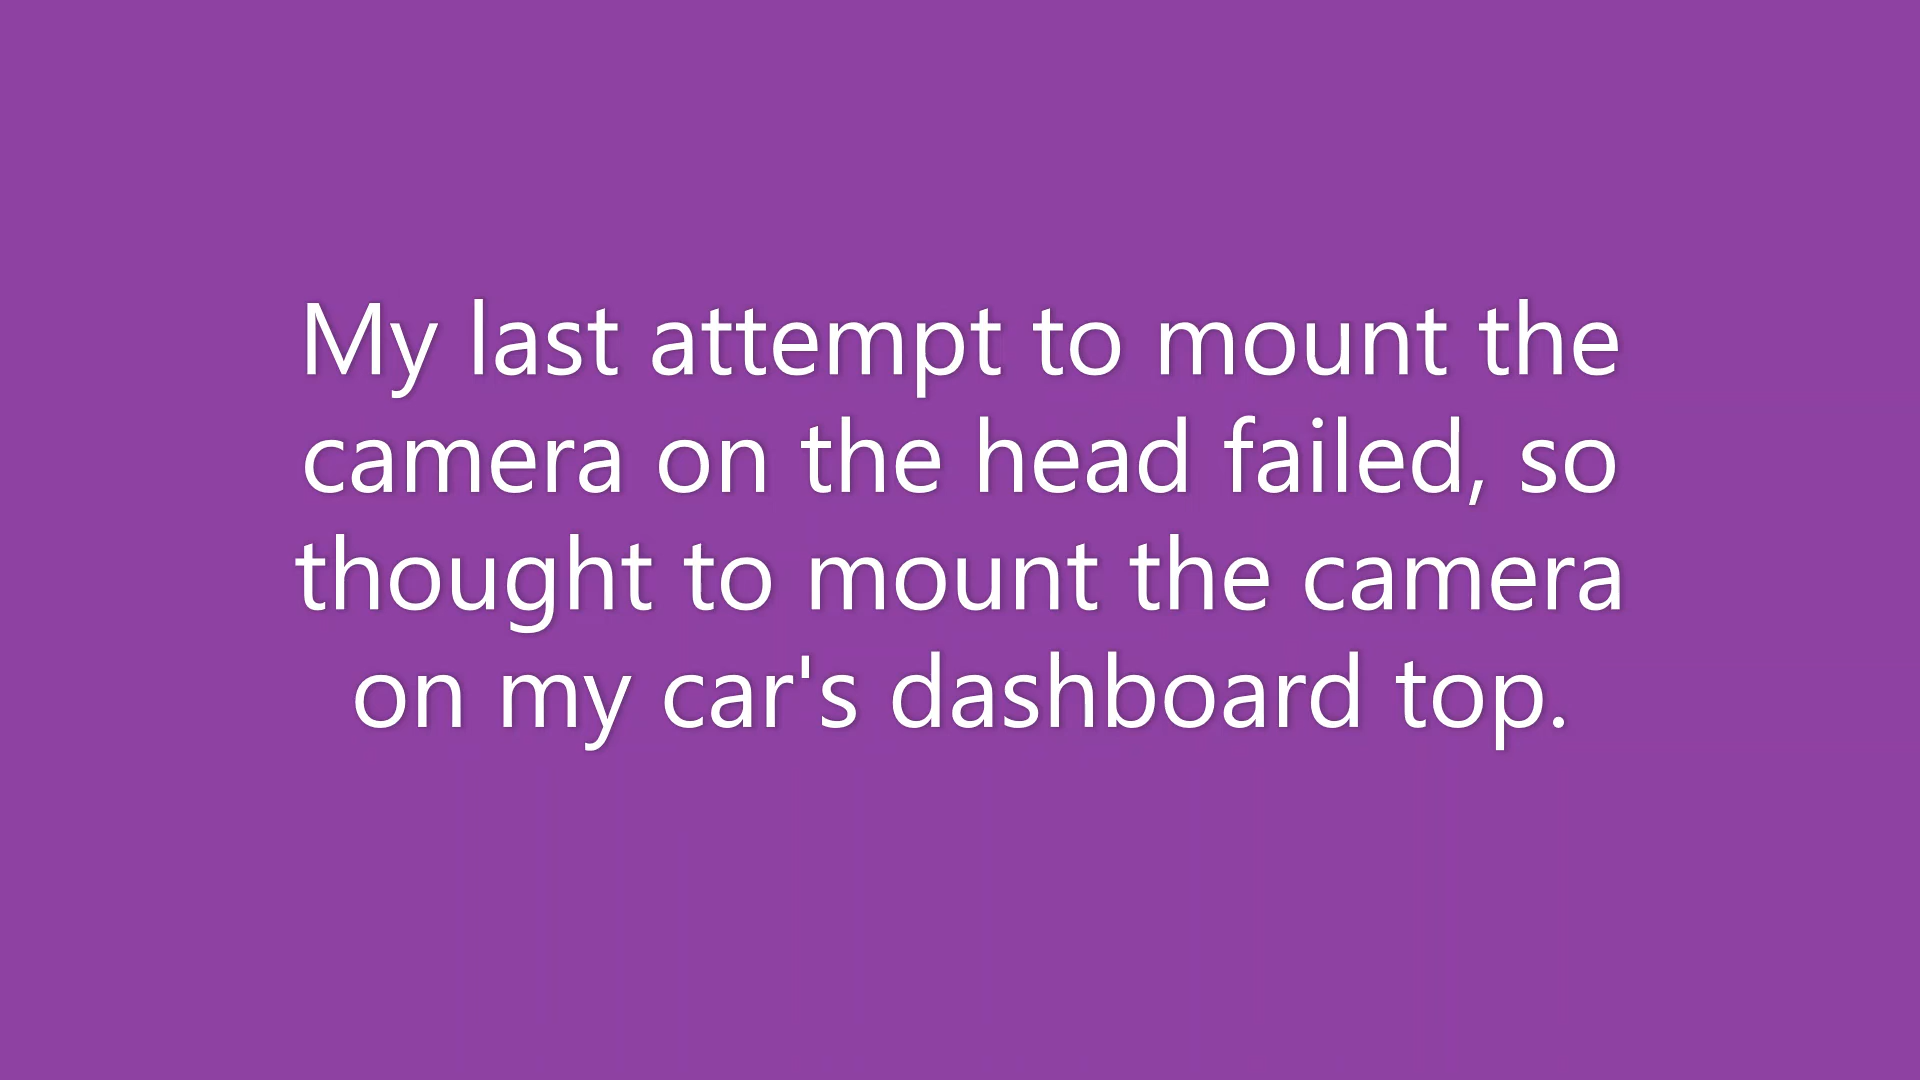 My last attempt to mount the
camera on the head failed, so
thought to mount the camera
on my car's dashboard top.